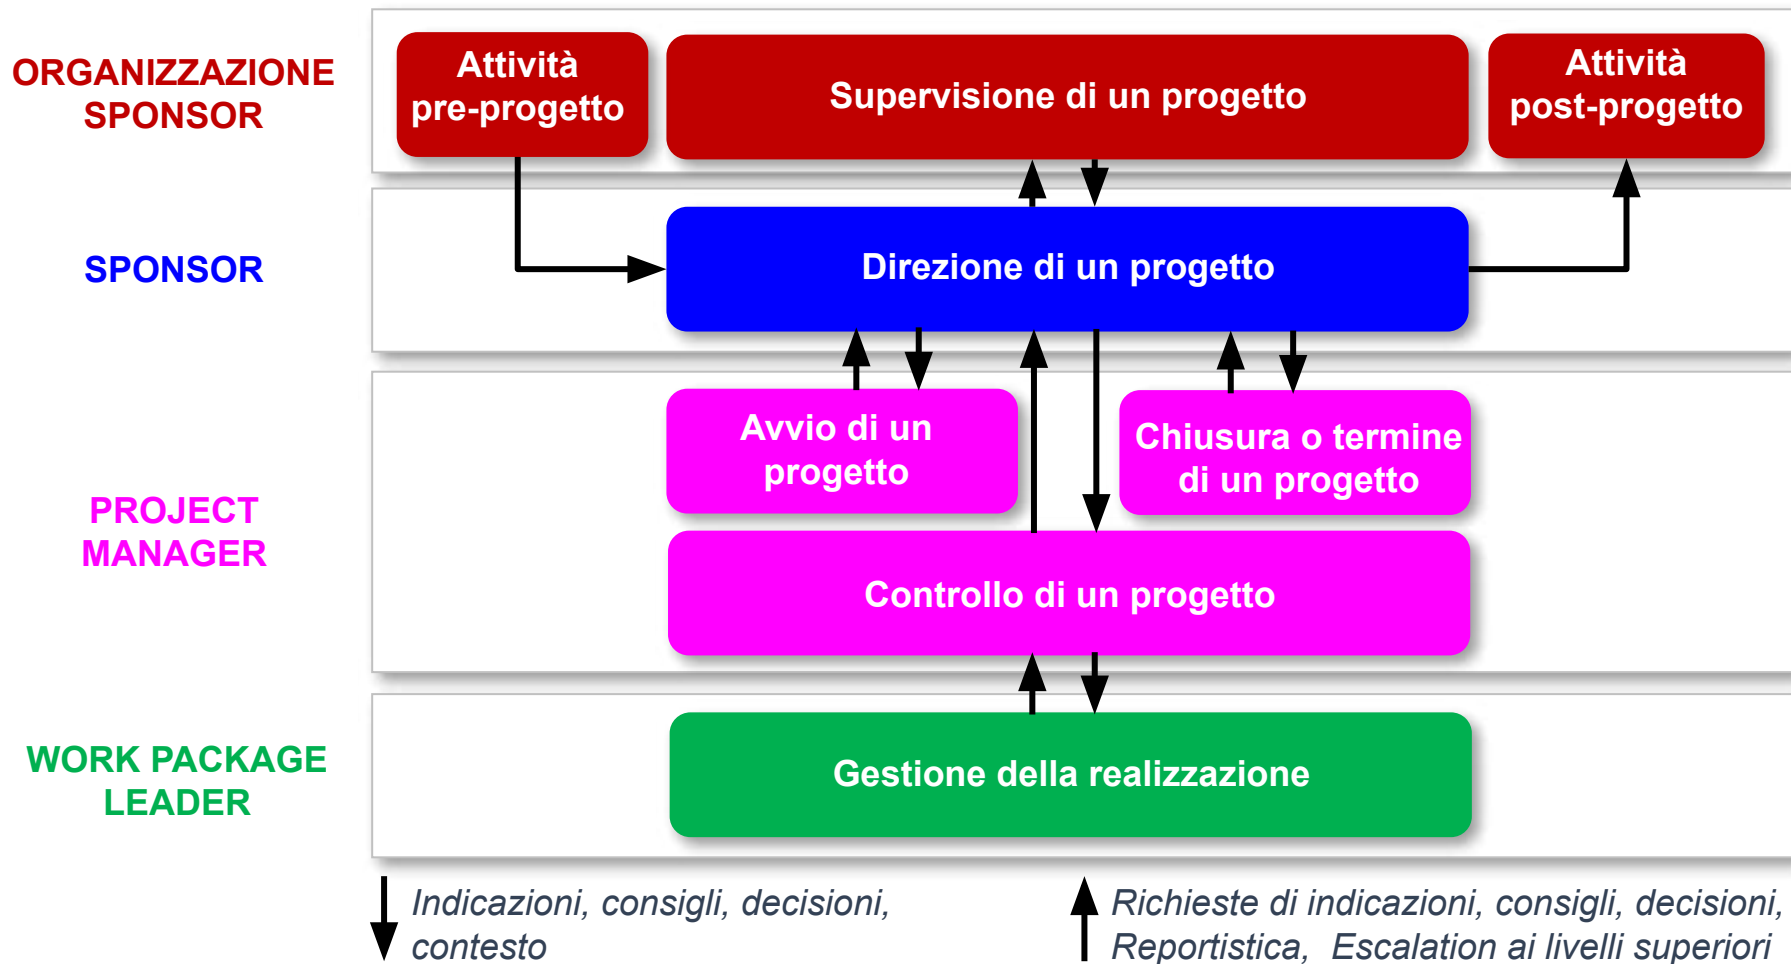 ORGANIZZAZIONE
SPONSOR
Attività
pre-progetto
Supervisione di un progetto
Attività
post-progetto
SPONSOR
Direzione di un progetto
PROJECT
MANAGER
Avvio di un
progetto
Chiusura o termine
di un progetto
Controllo di un progetto
WORK PACKAGE
LEADER
Gestione della realizzazione
Indicazioni, consigli, decisioni,
contesto
Richieste di indicazioni, consigli, decisioni,
Reportistica, Escalation ai livelli superiori